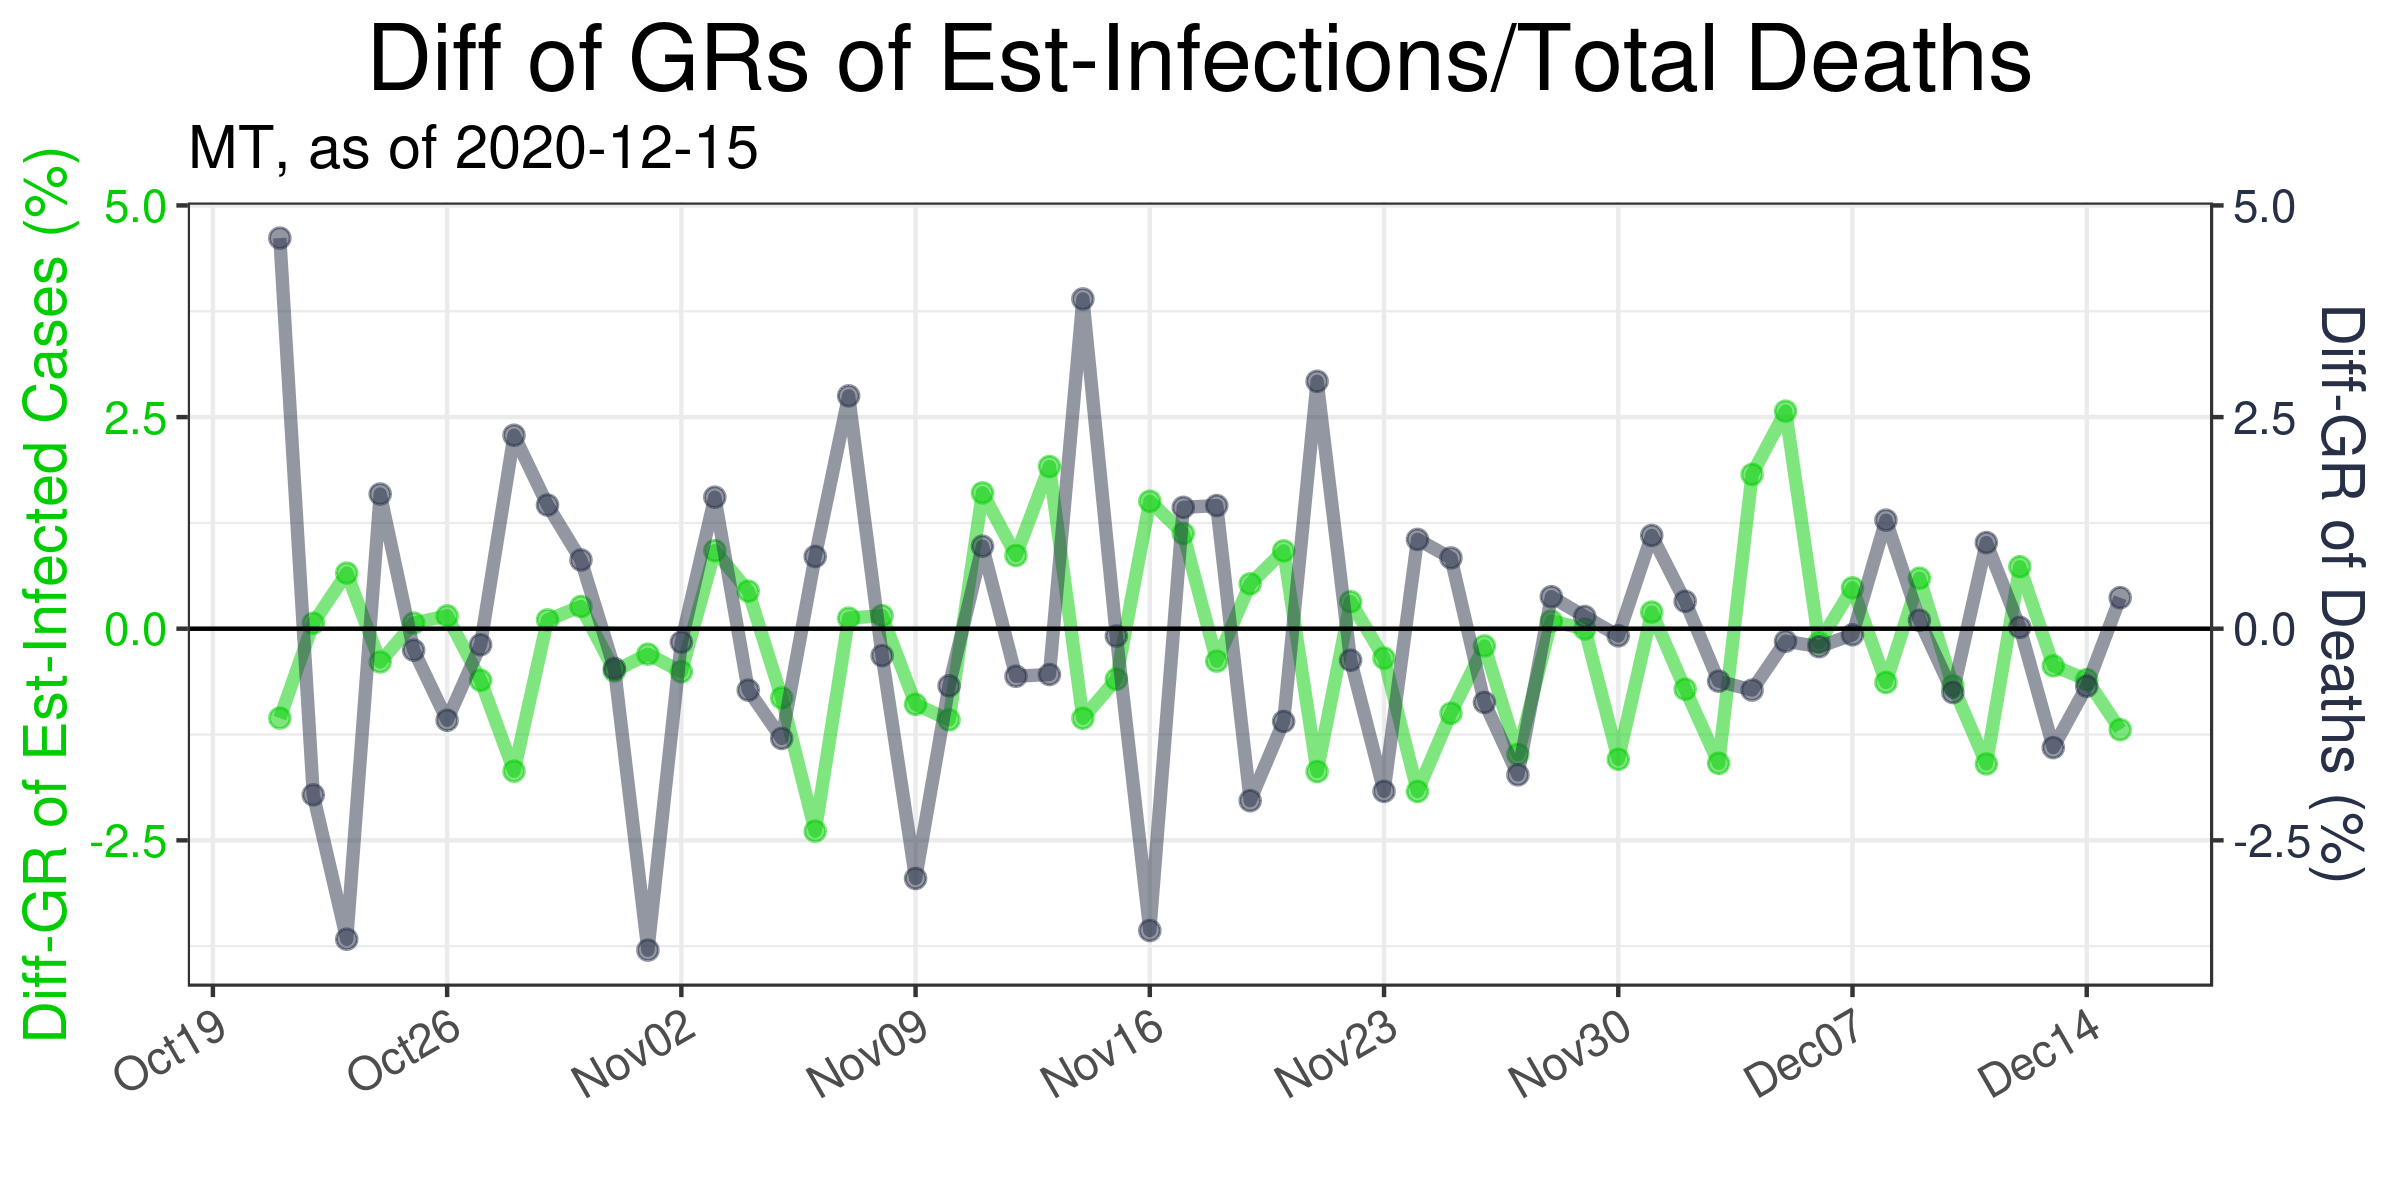 Diff of GRs of Est-Infections/Total Deaths
MT, as of 2020-12-15
Diff-GR of Est-Infected Cases (%)
5.0
2.5
0.0
-2.5
5.0
2.5
0.0
-2.5
Diff-GR of Deaths (%)
Oct19 Oct26 Nov02 Nov09 Nov16 Nov23 Nov30 Dec07 Dec14